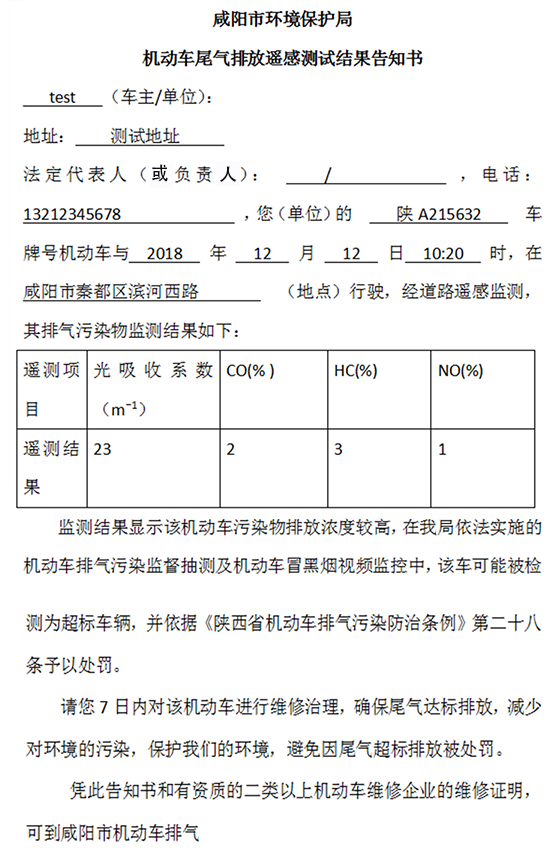 咸阳市环境保护局
机动车尾气排放遥感测试结果告知书
test （车主/单位）：
地址： 测试地址
法定代表人（或负责人）： / ，电话：
13212345678 ，您（单位）的 陕A215632 车
牌号机动车与 2018 年 12 月 12 日 10:20 时，在
咸阳市秦都区滨河西路 （地点）行驶，经道路遥感监测，
其排气污染物监测结果如下：
遥测项目 光吸收系数（m⁻¹） CO(% ) HC(%) NO(%)
遥测结果 23 2 3 1
监测结果显示该机动车污染物排放浓度较高，在我局依法实施的
机动车排气污染监督抽测及机动车冒黑烟视频监控中，该车可能被检
测为超标车辆，并依据《陕西省机动车排气污染防治条例》第二十八
条予以处罚。
请您 7 日内对该机动车进行维修治理，确保尾气达标排放，减少
对环境的污染，保护我们的环境，避免因尾气超标排放被处罚。
凭此告知书和有资质的二类以上机动车维修企业的维修证明，
可到咸阳市机动车排气